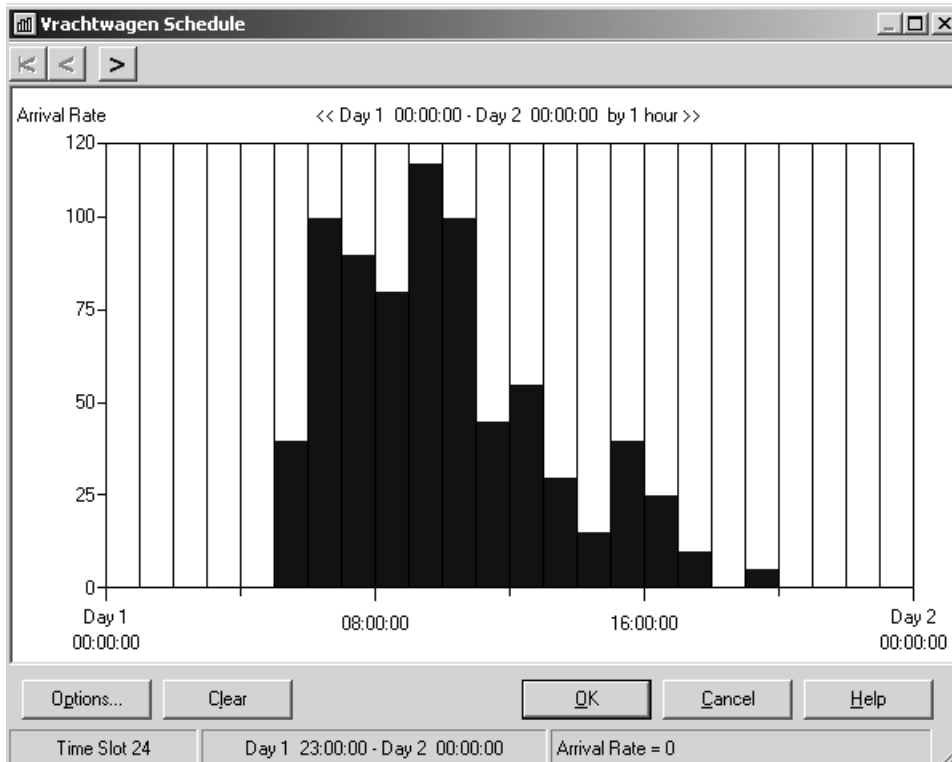 Vrachtwagen Schedule
Arrival Rate
<< Day 1 00:00:00 - Day 2 00:00:00 by 1 hour >>
120
100
75
50
25
0
Day 1
00:00:00
08:00:00
16:00:00
Day 2
00:00:00
Options...
Clear
OK
Cancel
Help
Time Slot 24
Day 1 23:00:00 - Day 2 00:00:00
Arrival Rate = 0